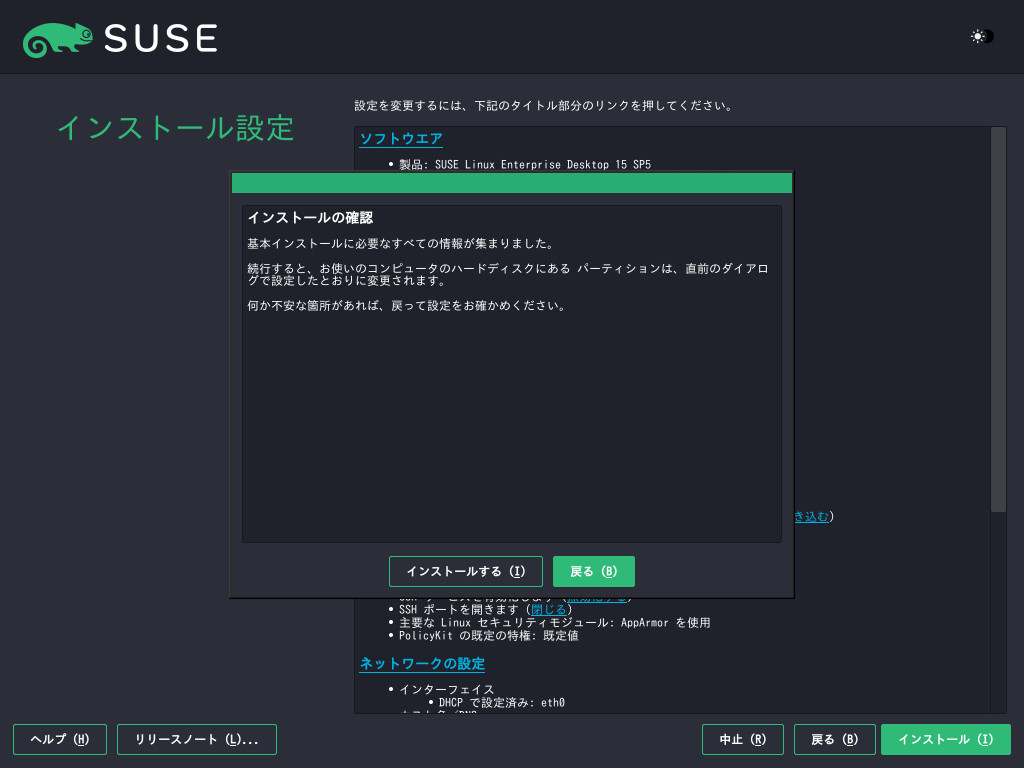 SUSE
インストール設定
設定を変更するには、下記のタイトル部分のリンクを押してください。
ソフトウエア
• 製品: SUSE Linux Enterprise Desktop 15 SP5
インストールの確認
基本インストールに必要なすべての情報が集まりました。
続行すると、お使いのコンピュータのハードディスクにある パーティションは、直前のダイアロ
グで設定したとおりに変更されます。
何か不安な箇所があれば、戻って設定をお確かめください。
き込む)
インストールする (I)
戻る (B)
• SSH ポートを開きます (閉じる)
• 主要な Linux セキュリティモジュール: AppArmor を使用
• PolicyKit の既定の特権: 既定値
ネットワークの設定
• インターフェイス
• DHCP で設定済み: eth0
ヘルプ (H)
リリースノート (L)...
中止 (R)
戻る (B)
インストール (I)